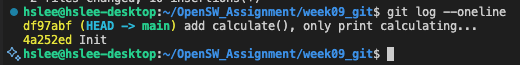 hslee@hslee-desktop:~/OpenSW_Assignment/week09_git$ git log --oneline
df97abf (HEAD -> main) add calculate(), only print calculating...
4a252ed Init
hslee@hslee-desktop:~/OpenSW_Assignment/week09_git$